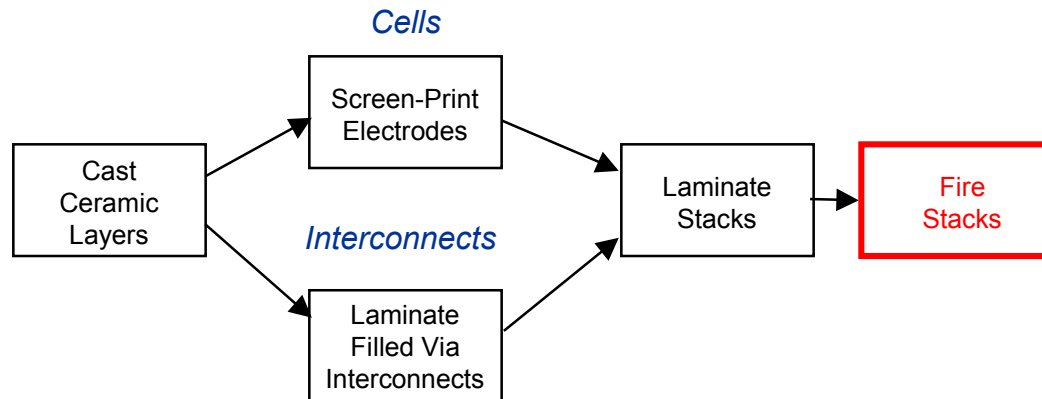 Cells
Screen-Print
Electrodes
Cast
Ceramic
Layers
Interconnects
Laminate
Filled Via
Interconnects
Laminate
Stacks
Fire
Stacks